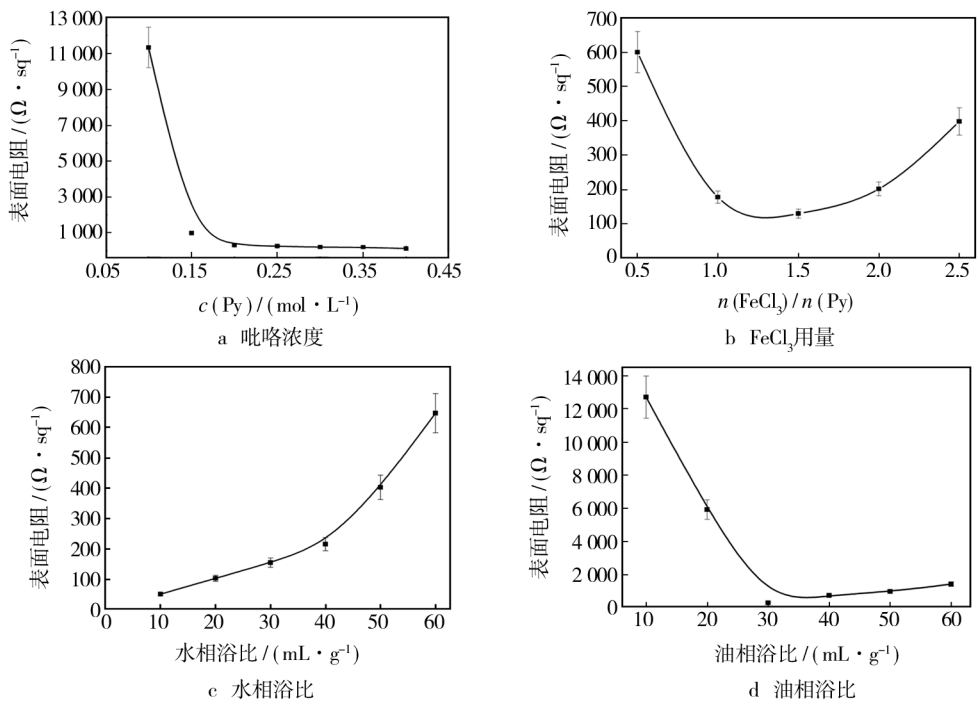 13 000
11 000
9 000
7 000
5 000
3 000
1 000
表面电阻/(Ω·sq⁻¹)
0.05 0.15 0.25 0.35 0.45
c(Py)/(mol·L⁻¹)
a 吡咯浓度
700
600
500
400
300
200
100
0
表面电阻/(Ω·sq⁻¹)
0.5 1.0 1.5 2.0 2.5
n(FeCl₃)/n(Py)
b FeCl₃用量
800
700
600
500
400
300
200
100
0
表面电阻/(Ω·sq⁻¹)
0 10 20 30 40 50 60
水相浴比/(mL·g⁻¹)
c 水相浴比
14 000
12 000
10 000
8 000
6 000
4 000
2 000
0
表面电阻/(Ω·sq⁻¹)
10 20 30 40 50 60
油相浴比/(mL·g⁻¹)
d 油相浴比